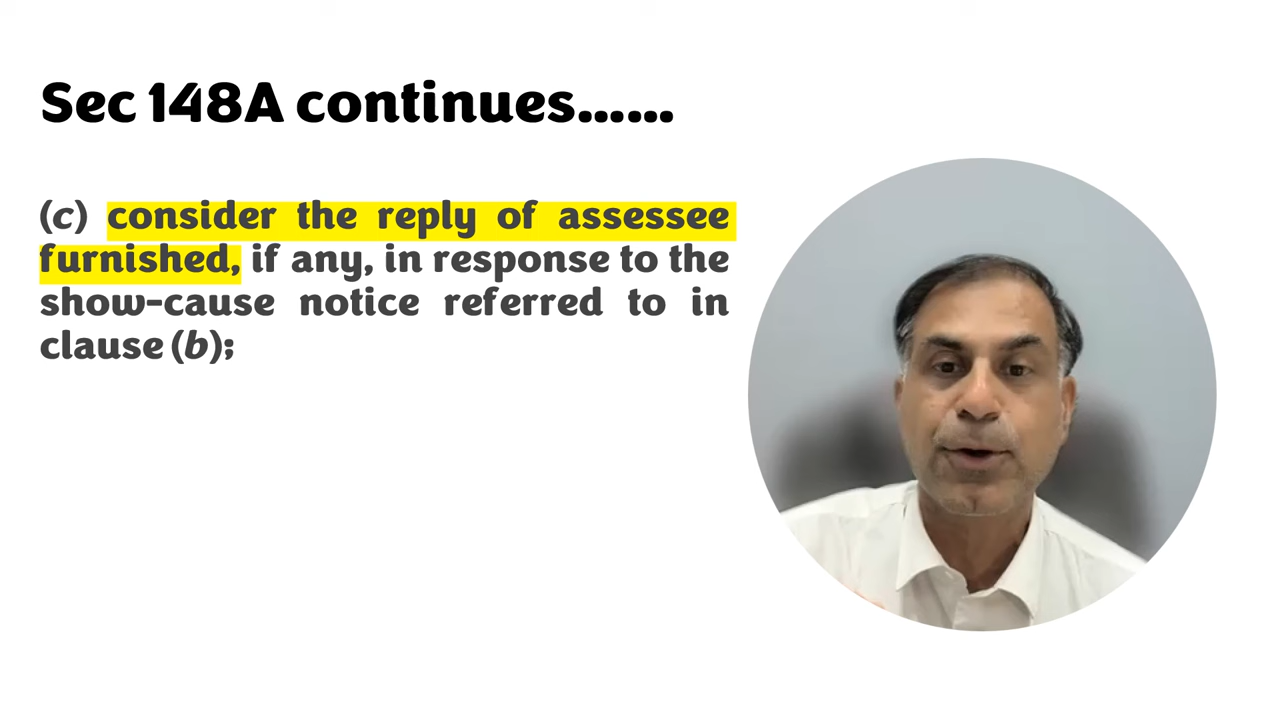 Sec 148A continues......
(c) consider the reply of assessee
furnished, if any, in response to the
show-cause notice referred to in
clause (b);